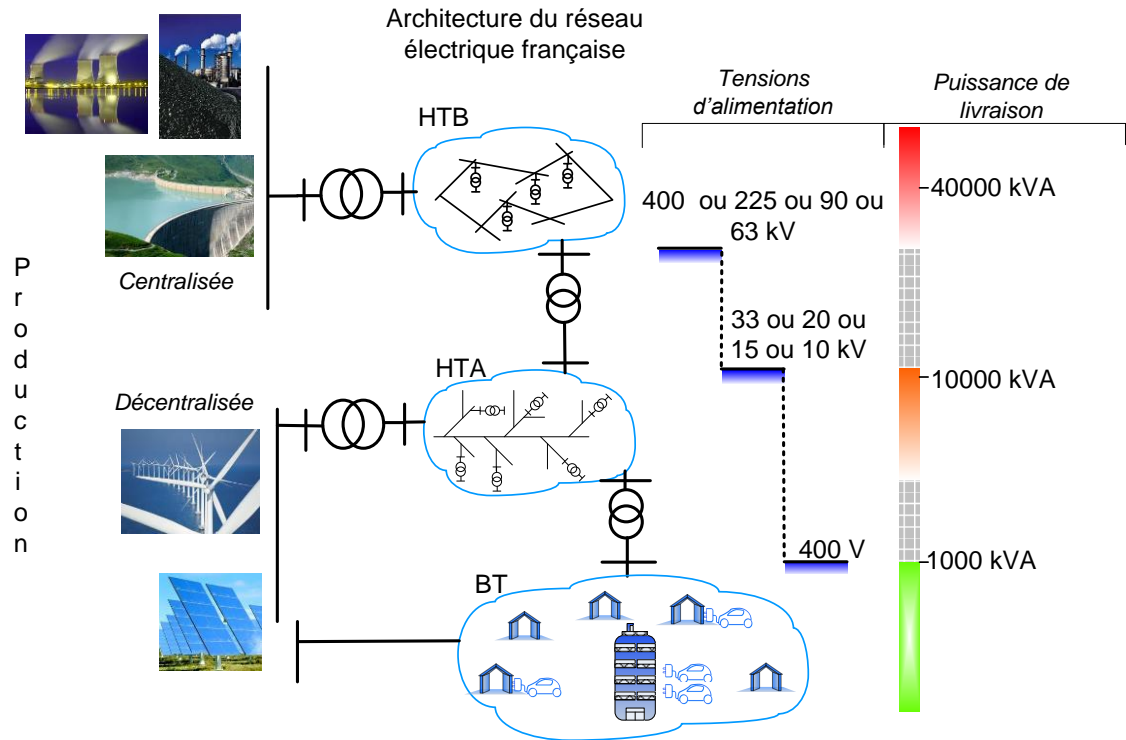 Architecture du réseau
électrique française
Tensions
d'alimentation
Puissance de
livraison
HTB
40000 kVA
400 ou 225 ou 90 ou
63 kV
Production
Centralisée
33 ou 20 ou
15 ou 10 kV
HTA
10000 kVA
Décentralisée
400 V
1000 kVA
BT